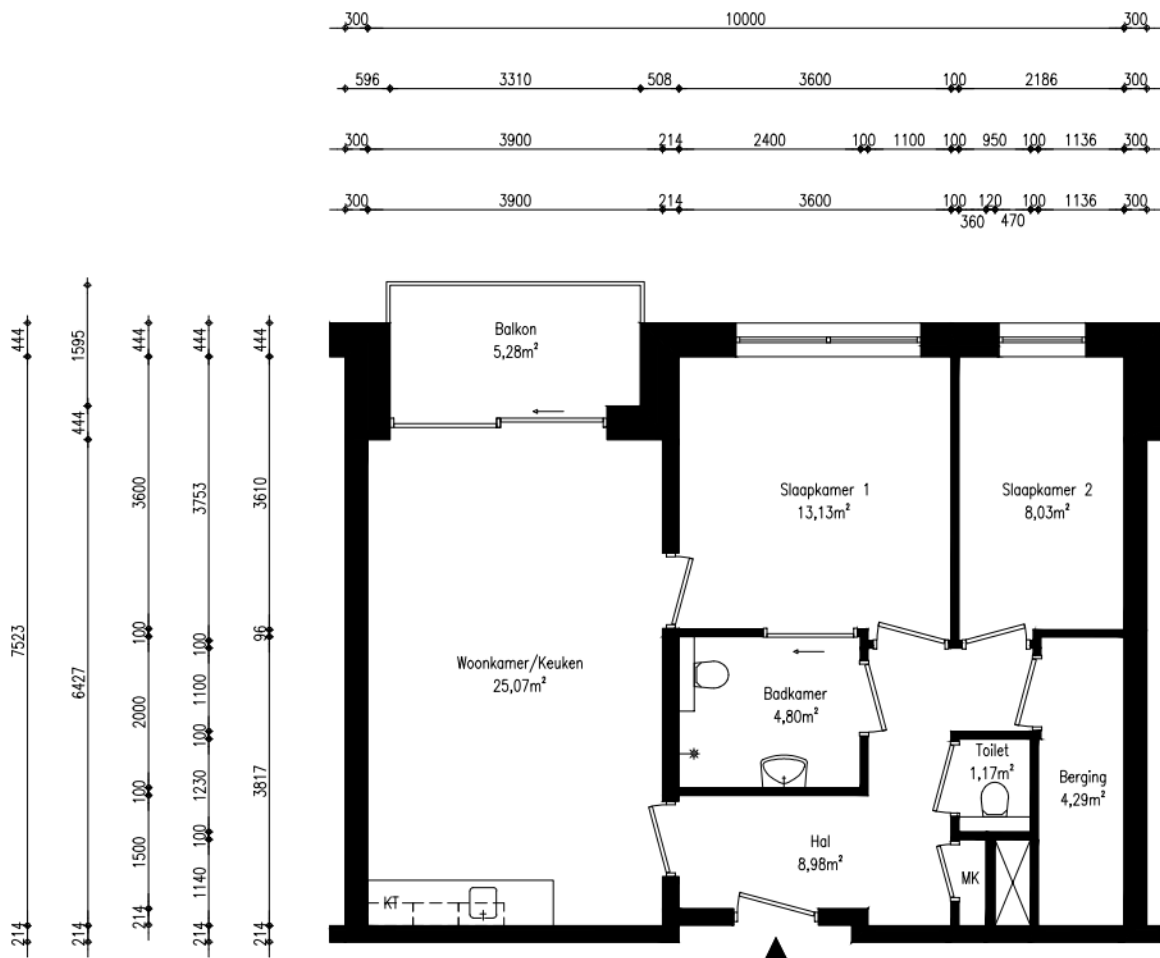 300 10000 300
596 3310 508 3600 100 2186 300
300 3900 214 2400 100 1100 100 950 100 1136 300
300 3900 214 3600 100 120 100 1136 300
360 470
444 7523 214
1595 444 6427 214
444 3600 100 2000 100 1500 214
444 3753 100 1100 100 1230 100 1140 214
444 3610 96 3817 214
Balkon
5,28m²
Slaapkamer 1
13,13m²
Slaapkamer 2
8,03m²
Woonkamer/Keuken
25,07m²
Badkamer
4,80m²
Toilet
1,17m²
Berging
4,29m²
Hal
8,98m²
MK
KT